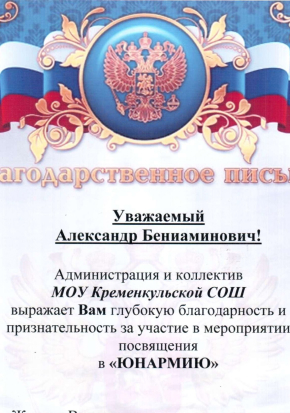 агодарственное пись
Уважаемый
Александр Бениаминович!
Администрация и коллектив
МОУ Кременкульской СОШ
выражает Вам глубокую благодарность и
признательность за участие в мероприятии
посвящения
в «ЮНАРМИЮ»